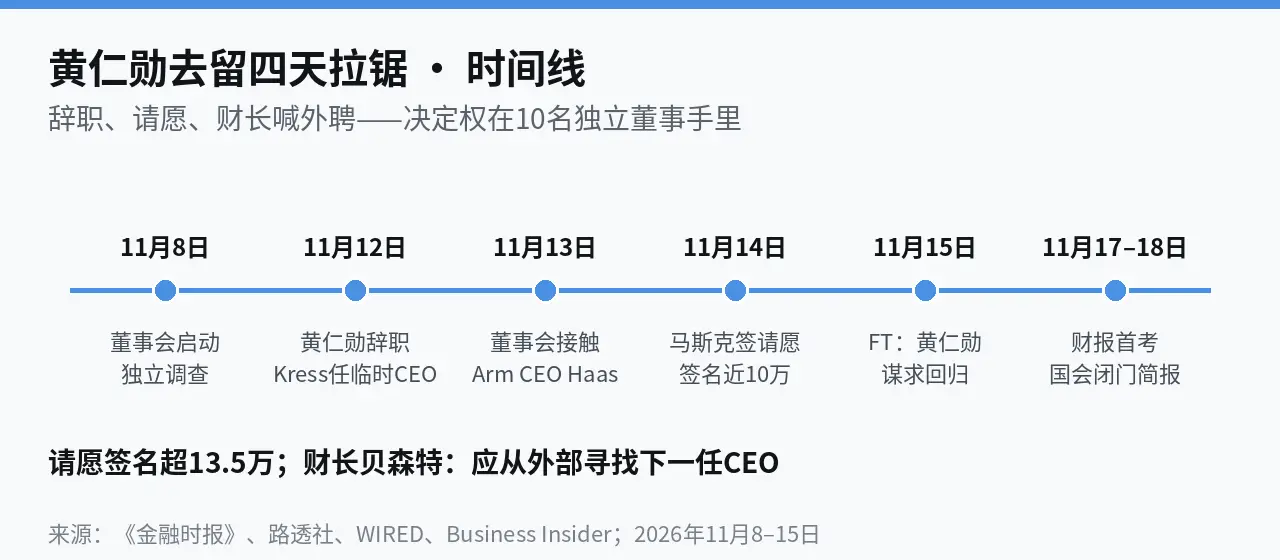 黄仁勋去留四天拉锯 · 时间线
辞职、请愿、财长喊外聘——决定权在10名独立董事手里
11月8日
董事会启动
独立调查
11月12日
黄仁勋辞职
Kress任临时CEO
11月13日
董事会接触
Arm CEO Haas
11月14日
马斯克签请愿
签名近10万
11月15日
FT：黄仁勋
谋求回归
11月17–18日
财报首考
国会闭门简报
请愿签名超13.5万；财长贝森特：应从外部寻找下一任CEO
来源：《金融时报》、路透社、WIRED、Business Insider；2026年11月8–15日